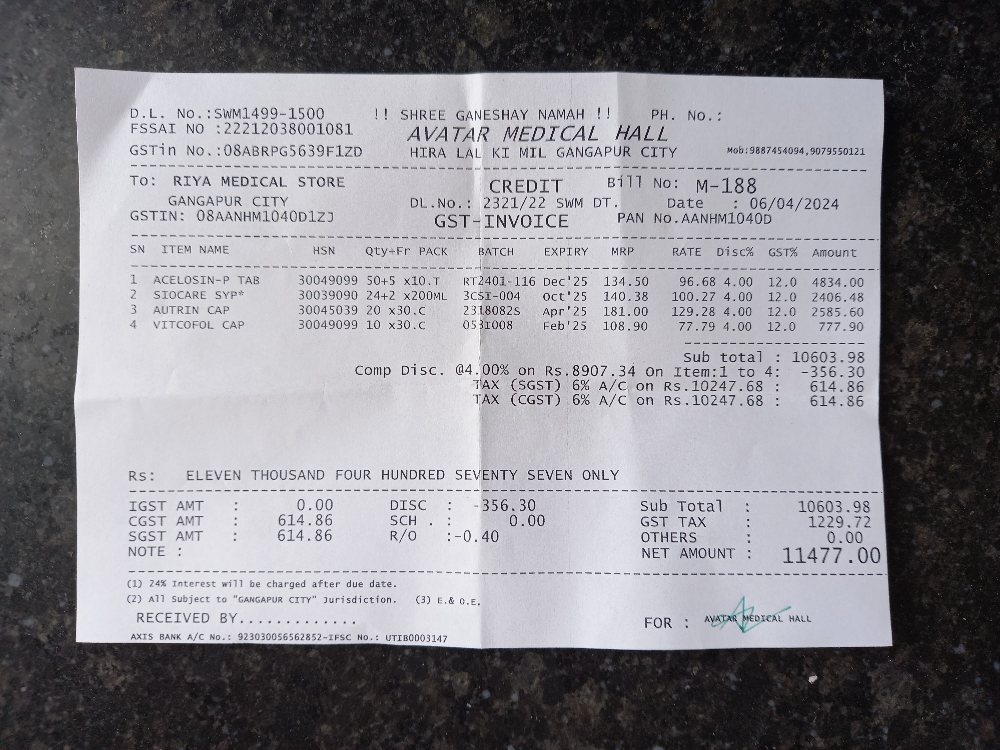 D.L. No.:SWM1499-1500 !! SHREE GANESHAY NAMAH !! PH. No.:
FSSAI NO :22212038001081 AVATAR MEDICAL HALL
GSTin No.:08ABRPG5639F1ZD HIRA LAL KI MIL GANGAPUR CITY Mob:9887454094,9079550121
To: RIYA MEDICAL STORE CREDIT Bill No: M-188
GANGAPUR CITY DL.No.: 2321/22 SWM DT. Date : 06/04/2024
GSTIN: 08AANHM1040D1ZJ GST-INVOICE PAN No.AANHM1040D
SN ITEM NAME HSN Qty+Fr PACK BATCH EXPIRY MRP RATE Disc% GST% Amount
1 ACELOSIN-P TAB 30049099 50+5 x10.T RT2401-116 Dec'25 134.50 96.68 4.00 12.0 4834.00
2 SIOCARE SYP* 30039090 24+2 x200ML 3CSI-004 Oct'25 140.38 100.27 4.00 12.0 2406.48
3 AUTRIN CAP 30045039 20 x30.C 2318082S Apr'25 181.00 129.28 4.00 12.0 2585.60
4 VITCOFOL CAP 30049099 10 x30.C 053I008 Feb'25 108.90 77.79 4.00 12.0 777.90
Sub total : 10603.98
Comp Disc. @4.00% on Rs.8907.34 On Item:1 to 4: -356.30
TAX (SGST) 6% A/C on Rs.10247.68 : 614.86
TAX (CGST) 6% A/C on Rs.10247.68 : 614.86
Rs: ELEVEN THOUSAND FOUR HUNDRED SEVENTY SEVEN ONLY
IGST AMT : 0.00 DISC : -356.30 Sub Total : 10603.98
CGST AMT : 614.86 SCH . : 0.00 GST TAX : 1229.72
SGST AMT : 614.86 R/O :-0.40 OTHERS : 0.00
NOTE : NET AMOUNT : 11477.00
(1) 24% Interest will be charged after due date.
(2) All Subject to "GANGAPUR CITY" Jurisdiction. (3) E.& O.E.
RECEIVED BY............. FOR : AVATAR MEDICAL HALL
AXIS BANK A/C No.: 923030056562852-IFSC No.: UTIB0003147